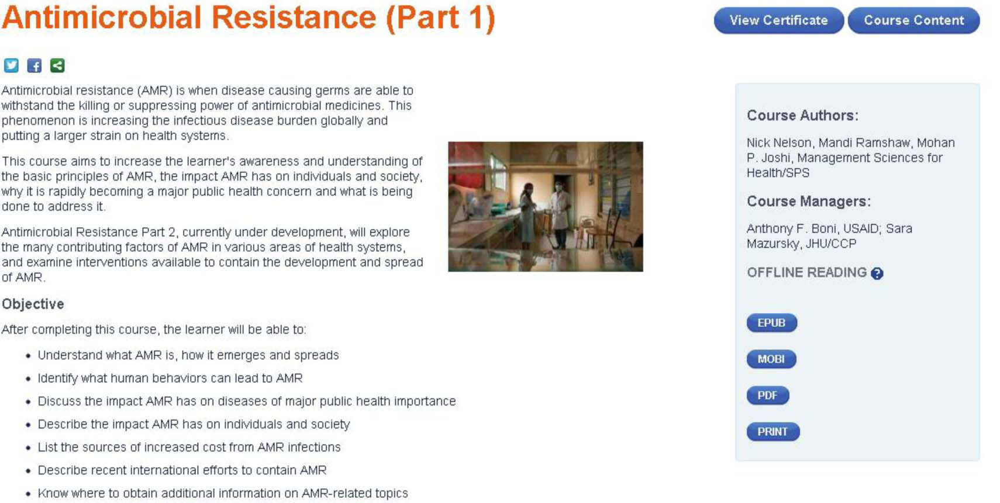 Antimicrobial Resistance (Part 1)
View Certificate
Course Content
Antimicrobial resistance (AMR) is when disease causing germs are able to
withstand the killing or suppressing power of antimicrobial medicines. This
phenomenon is increasing the infectious disease burden globally and
putting a larger strain on health systems.
This course aims to increase the learner's awareness and understanding of
the basic principles of AMR, the impact AMR has on individuals and society,
why it is rapidly becoming a major public health concern and what is being
done to address it.
Antimicrobial Resistance Part 2, currently under development, will explore
the many contributing factors of AMR in various areas of health systems,
and examine interventions available to contain the development and spread
of AMR.
Objective
After completing this course, the learner will be able to:
• Understand what AMR is, how it emerges and spreads
• Identify what human behaviors can lead to AMR
• Discuss the impact AMR has on diseases of major public health importance
• Describe the impact AMR has on individuals and society
• List the sources of increased cost from AMR infections
• Describe recent international efforts to contain AMR
• Know where to obtain additional information on AMR-related topics
Course Authors:
Nick Nelson, Mandi Ramshaw, Mohan
P. Joshi, Management Sciences for
Health/SPS
Course Managers:
Anthony F. Boni, USAID; Sara
Mazursky, JHU/CCP
OFFLINE READING ?
EPUB
MOBI
PDF
PRINT